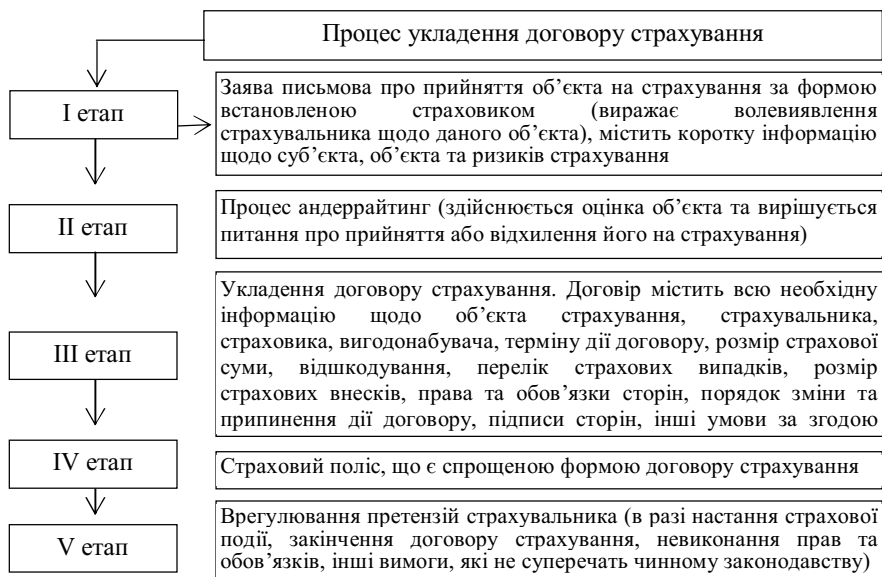 Процес укладення договору страхування
І етап
Заява письмова про прийняття об’єкта на страхування за формою
встановленою страховиком (виражає волевиявлення
страхувальника щодо даного об’єкта), містить коротку інформацію
щодо суб’єкта, об’єкта та ризиків страхування
ІІ етап
Процес андеррайтинг (здійснюється оцінка об’єкта та вирішується
питання про прийняття або відхилення його на страхування)
ІІІ етап
Укладення договору страхування. Договір містить всю необхідну
інформацію щодо об’єкта страхування, страхувальника,
страховика, вигодонабувача, терміну дії договору, розмір страхової
суми, відшкодування, перелік страхових випадків, розмір
страхових внесків, права та обов’язки сторін, порядок зміни та
припинення дії договору, підписи сторін, інші умови за згодою
IV етап
Страховий поліс, що є спрощеною формою договору страхування
V етап
Врегулювання претензій страхувальника (в разі настання страхової
події, закінчення договору страхування, невиконання прав та
обов’язків, інші вимоги, які не суперечать чинному законодавству)